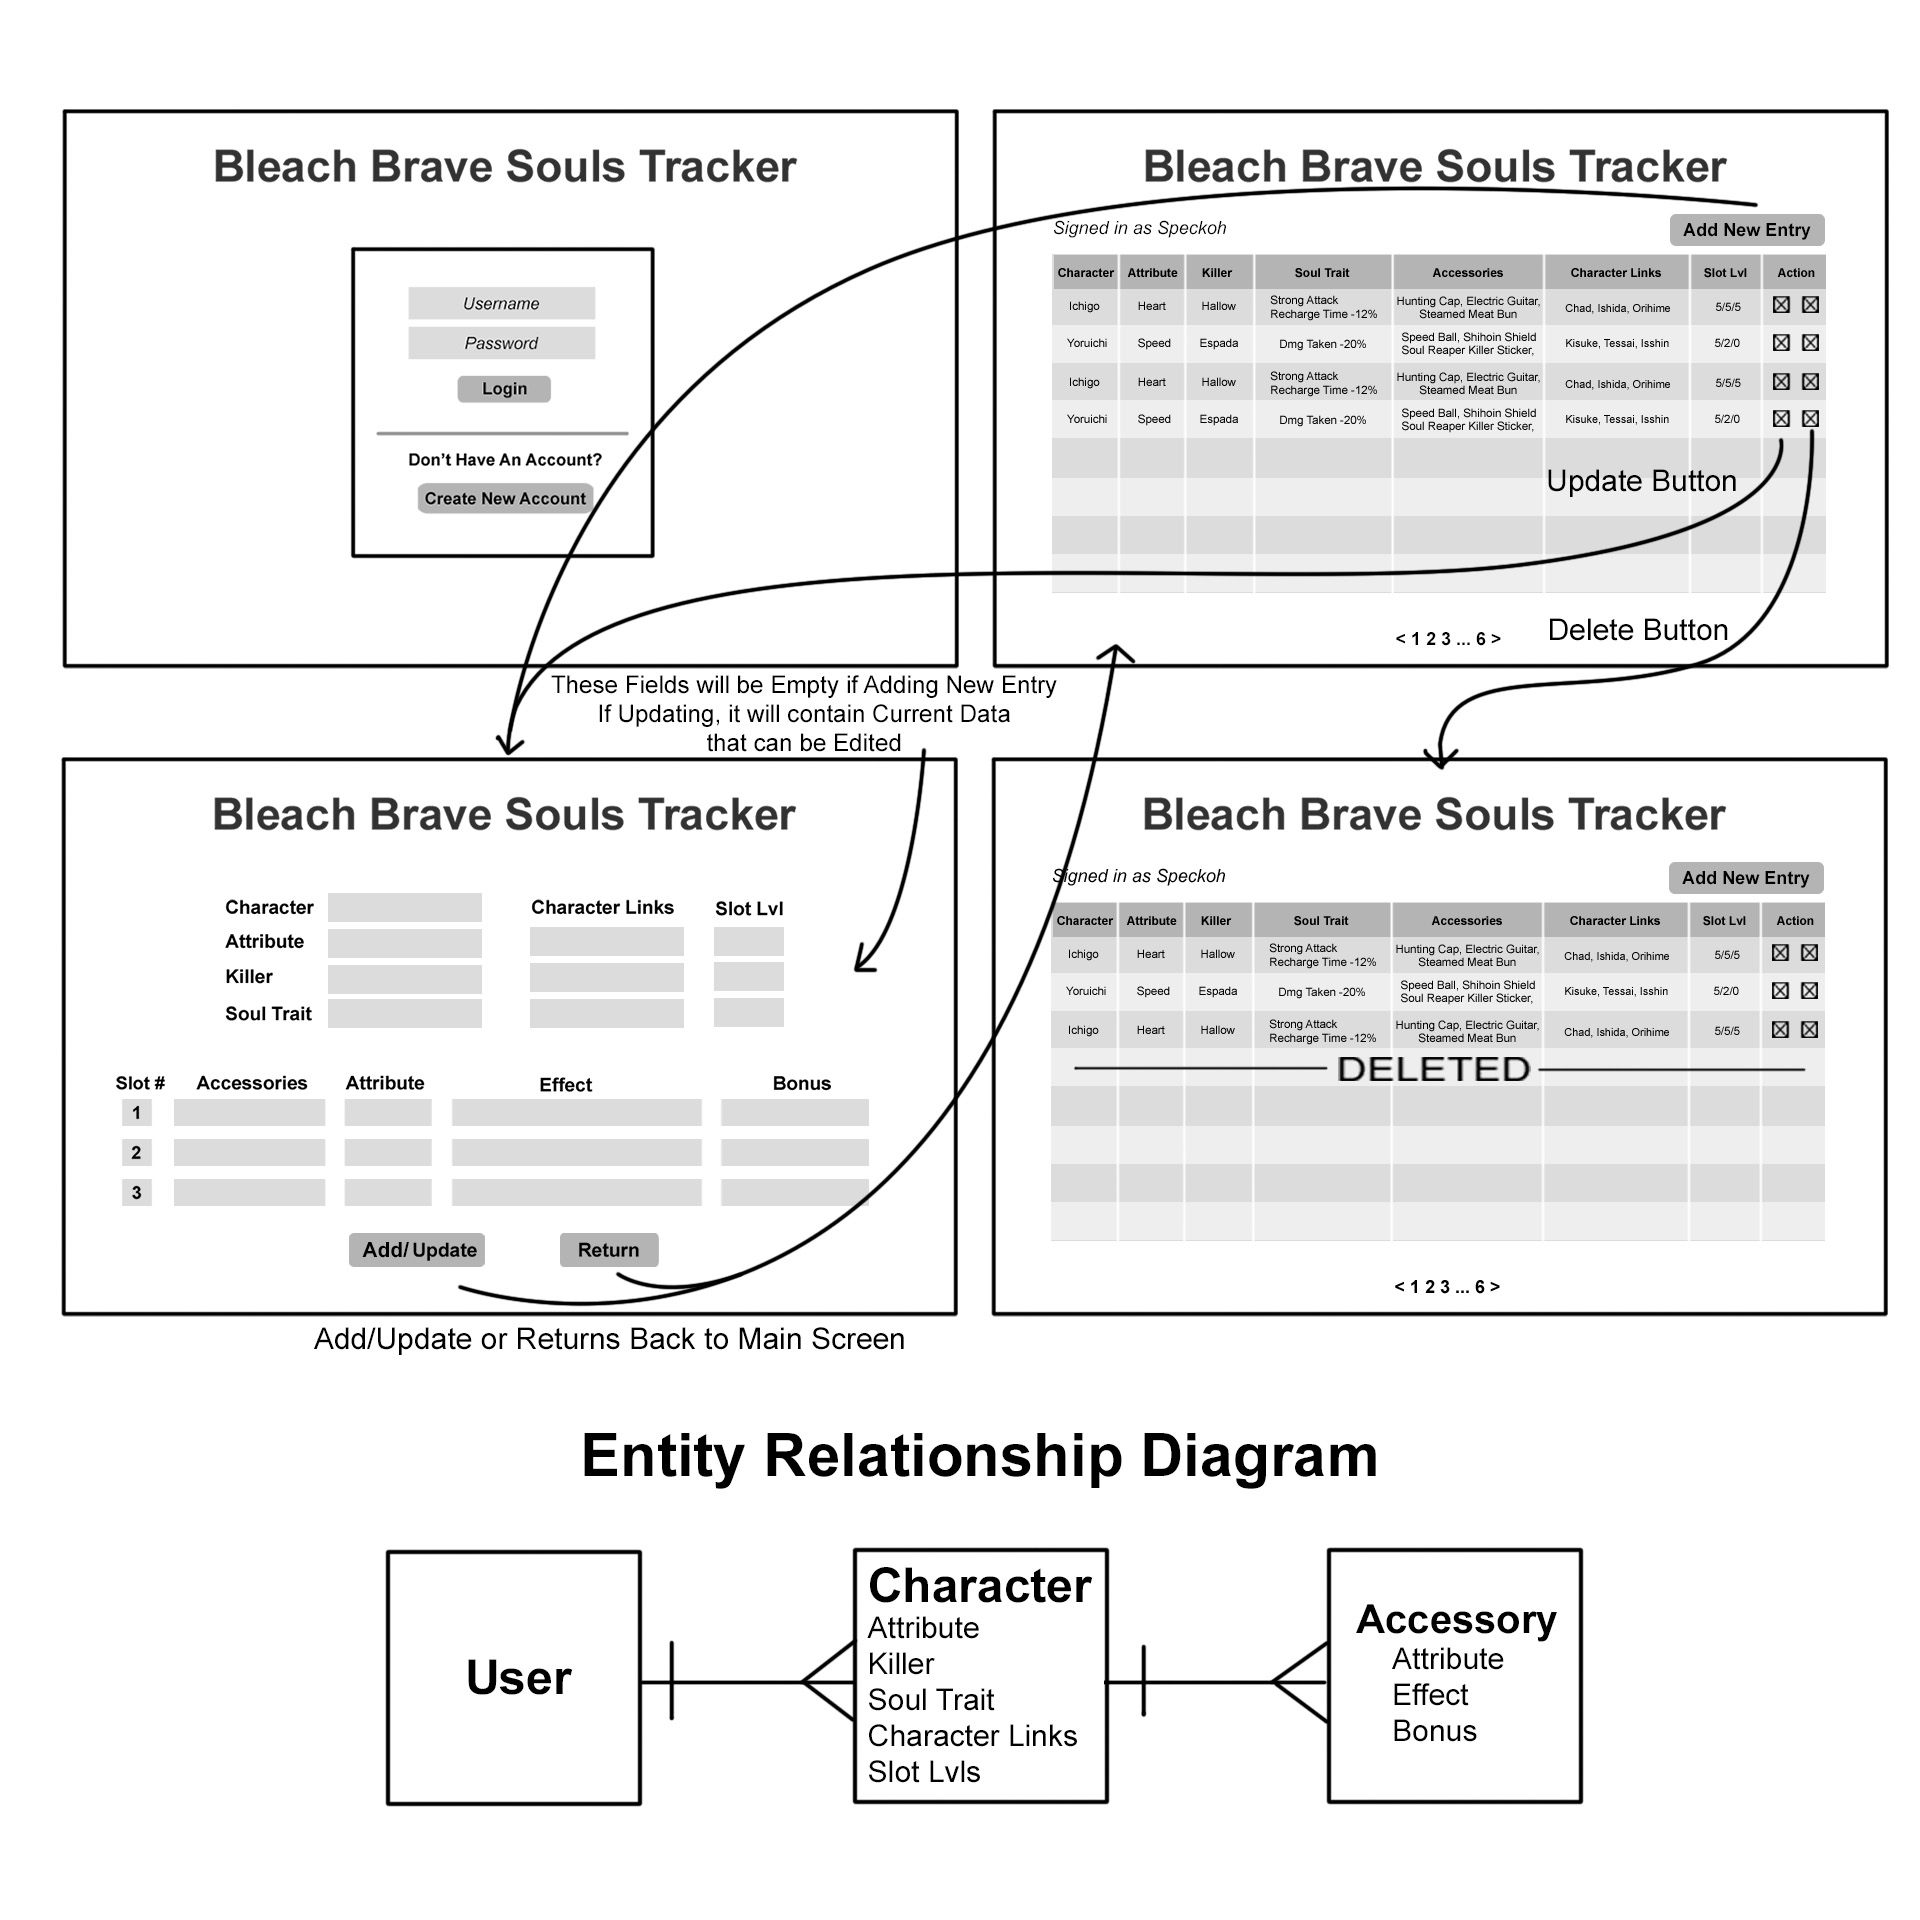 Bleach Brave Souls Tracker
Username
Password
Login
Don't Have An Account?
Create New Account
Bleach Brave Souls Tracker
Signed in as Speckoh
Add New Entry
Character Attribute Killer Soul Trait Accessories Character Links Slot Lvl Action
Ichigo Heart Hallow Strong Attack Recharge Time -12% Hunting Cap, Electric Guitar, Steamed Meat Bun Chad, Ishida, Orihime 5/5/5
Yoruichi Speed Espada Dmg Taken -20% Speed Ball, Shihoin Shield Soul Reaper Killer Sticker, Kisuke, Tessai, Isshin 5/2/0
Ichigo Heart Hallow Strong Attack Recharge Time -12% Hunting Cap, Electric Guitar, Steamed Meat Bun Chad, Ishida, Orihime 5/5/5
Yoruichi Speed Espada Dmg Taken -20% Speed Ball, Shihoin Shield Soul Reaper Killer Sticker, Kisuke, Tessai, Isshin 5/2/0
Update Button
Delete Button
< 1 2 3 ... 6 >
These Fields will be Empty if Adding New Entry
If Updating, it will contain Current Data
that can be Edited
Bleach Brave Souls Tracker
Character
Attribute
Killer
Soul Trait
Character Links
Slot Lvl
Slot # Accessories Attribute Effect Bonus
1
2
3
Add/ Update
Return
Add/Update or Returns Back to Main Screen
Bleach Brave Souls Tracker
Signed in as Speckoh
Add New Entry
Character Attribute Killer Soul Trait Accessories Character Links Slot Lvl Action
Ichigo Heart Hallow Strong Attack Recharge Time -12% Hunting Cap, Electric Guitar, Steamed Meat Bun Chad, Ishida, Orihime 5/5/5
Yoruichi Speed Espada Dmg Taken -20% Speed Ball, Shihoin Shield Soul Reaper Killer Sticker, Kisuke, Tessai, Isshin 5/2/0
Ichigo Heart Hallow Strong Attack Recharge Time -12% Hunting Cap, Electric Guitar, Steamed Meat Bun Chad, Ishida, Orihime 5/5/5
DELETED
< 1 2 3 ... 6 >
Entity Relationship Diagram
User
Character
Attribute
Killer
Soul Trait
Character Links
Slot Lvls
Accessory
Attribute
Effect
Bonus